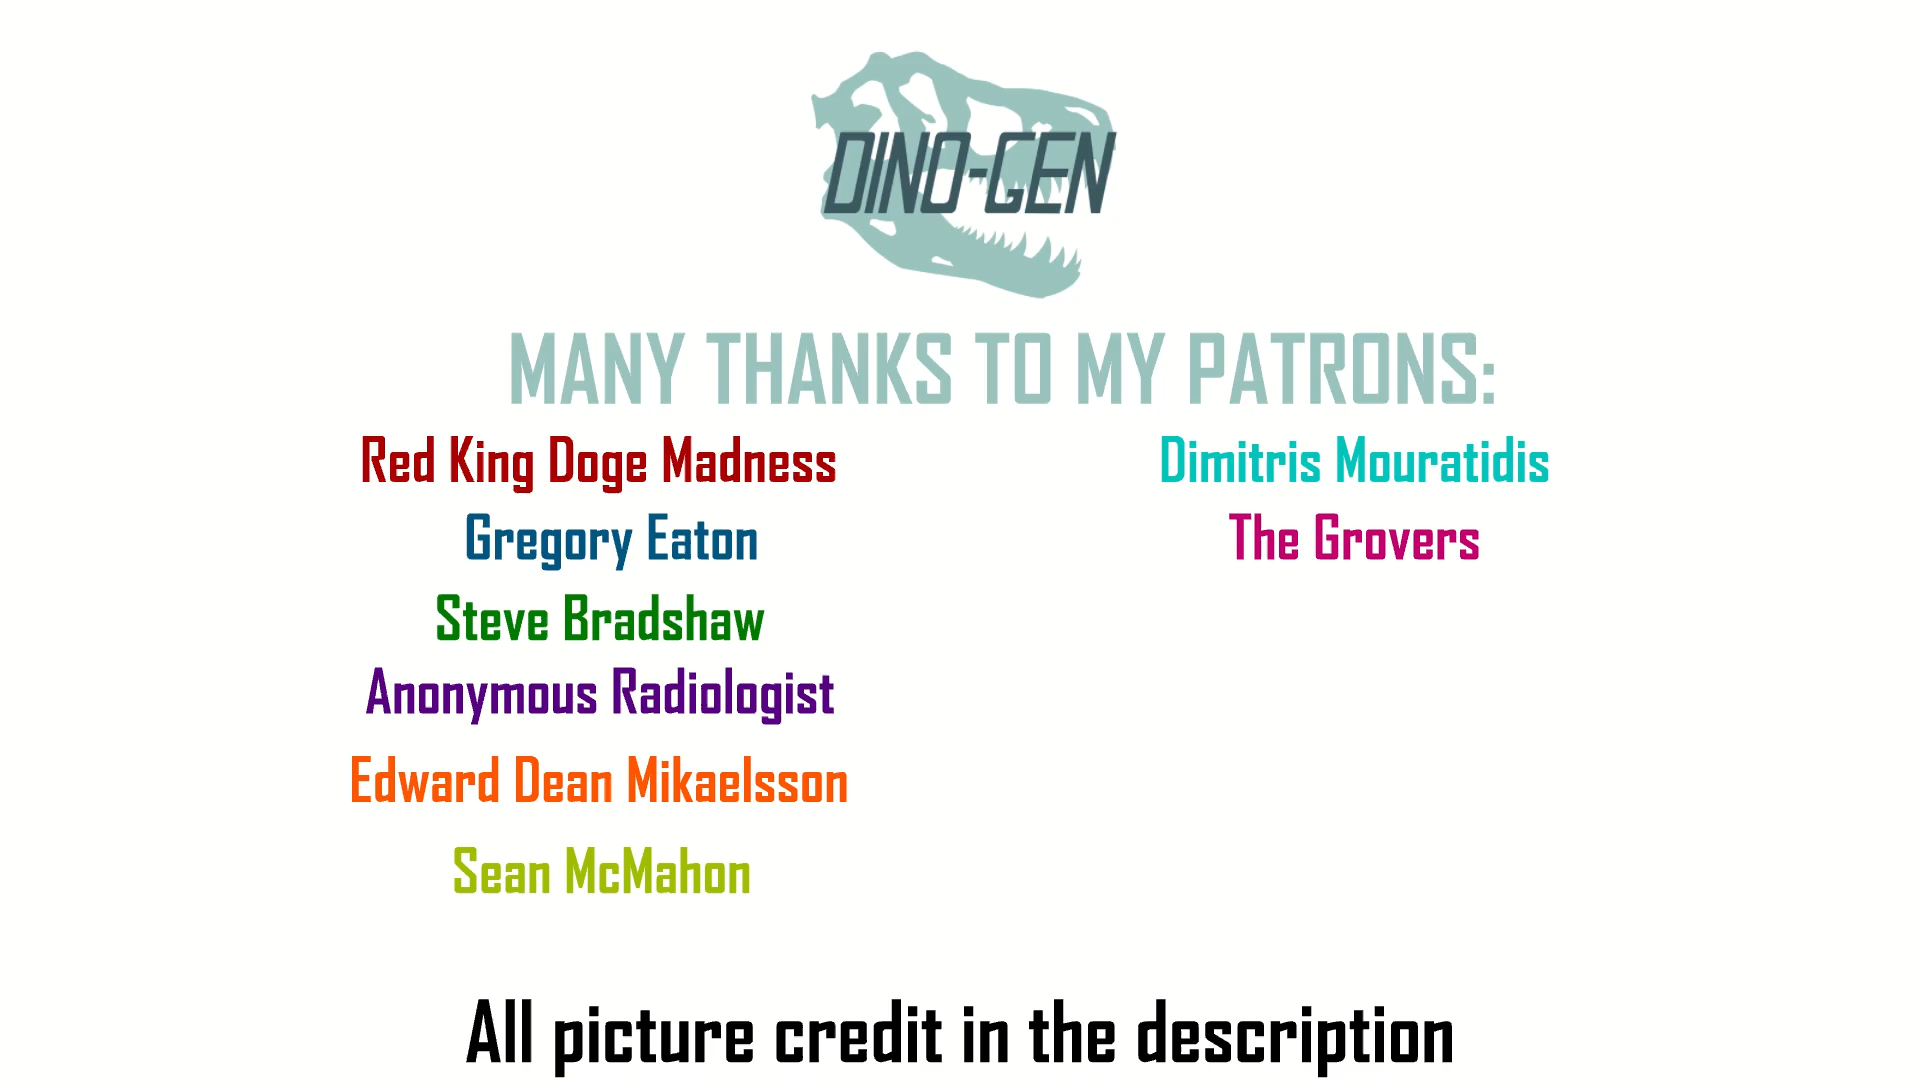 DINO-GEN
MANY THANKS TO MY PATRONS:
Red King Doge Madness
Gregory Eaton
Steve Bradshaw
Anonymous Radiologist
Edward Dean Mikaelsson
Sean McMahon
Dimitris Mouratidis
The Grovers
All picture credit in the description